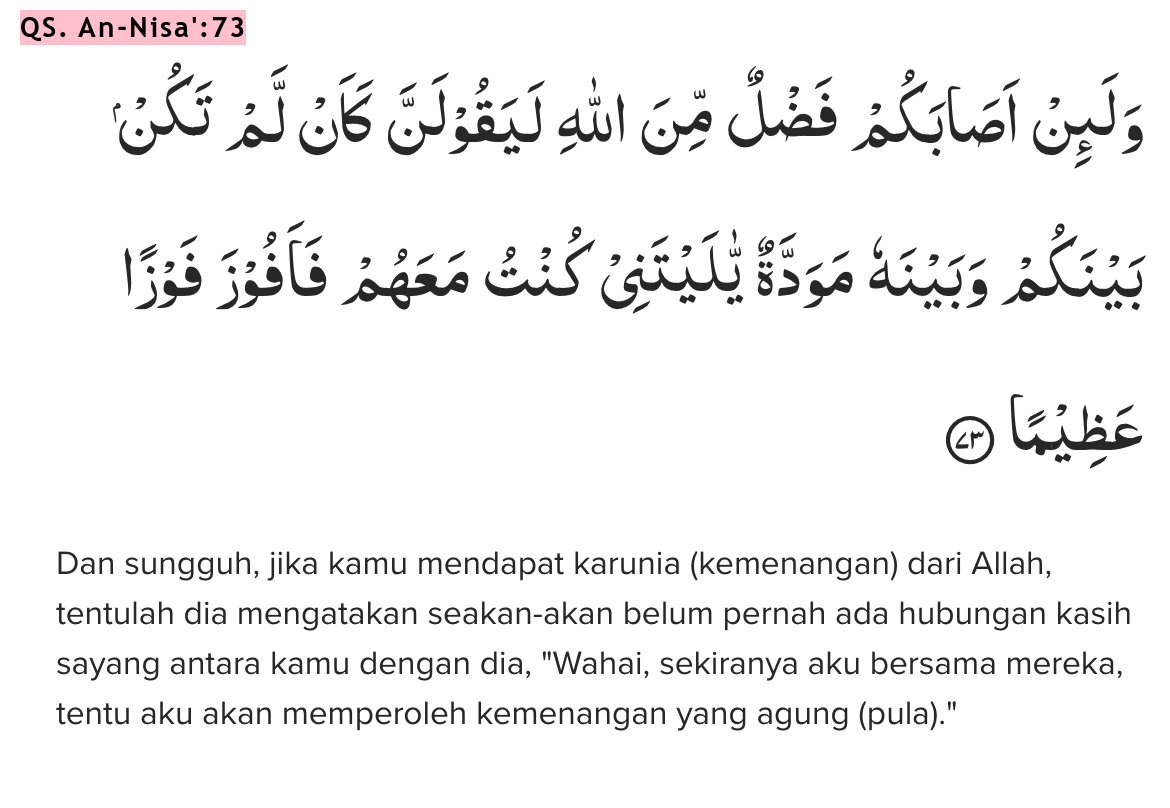 QS. An-Nisa':73
وَلَىِٕنْ اَصَابَكُمْ فَضْلٌ مِّنَ اللّٰهِ لَيَقُوْلَنَّ كَاَنْ لَّمْ تَكُنْۢ
بَيْنَكُمْ وَبَيْنَهٗ مَوَدَّةٌ يّٰلَيْتَنِيْ كُنْتُ مَعَهُمْ فَاَفُوْزَ فَوْزًا
عَظِيْمًا ٧٣
Dan sungguh, jika kamu mendapat karunia (kemenangan) dari Allah,
tentulah dia mengatakan seakan-akan belum pernah ada hubungan kasih
sayang antara kamu dengan dia, "Wahai, sekiranya aku bersama mereka,
tentu aku akan memperoleh kemenangan yang agung (pula)."